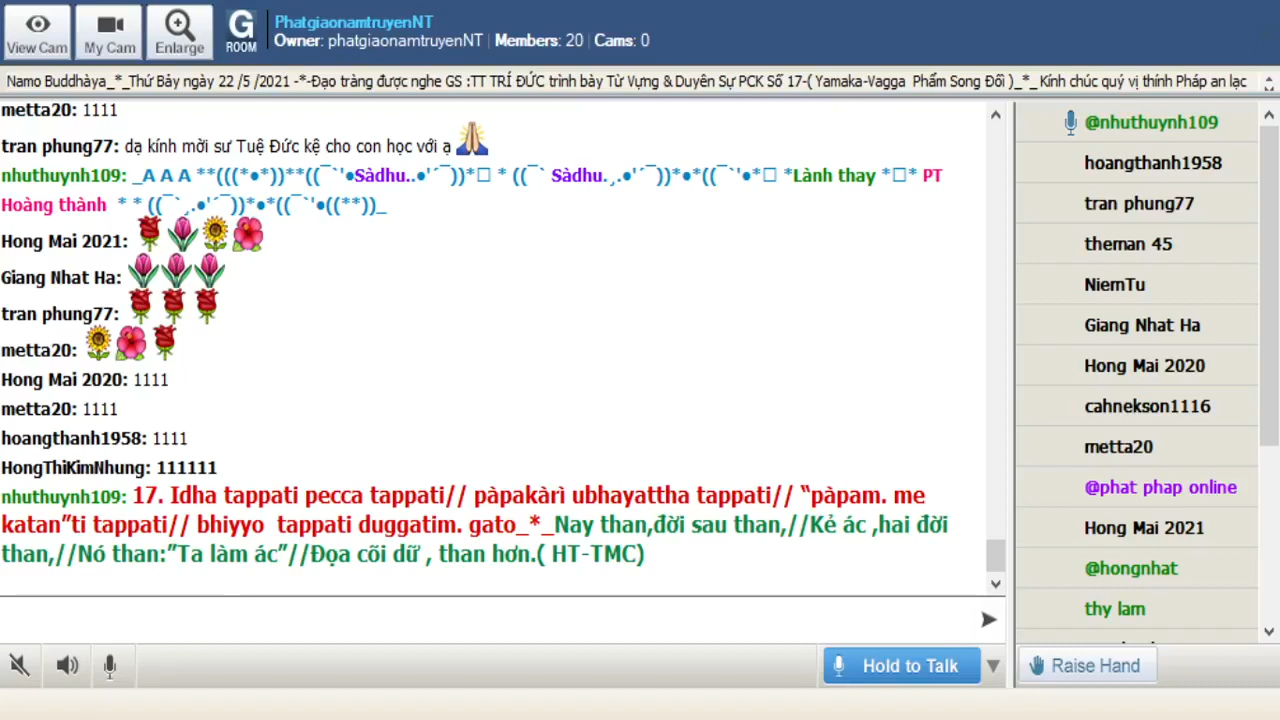 PhatgiaonamtruyenNT
Owner: phatgiaonamtruyenNT | Members: 20 | Cams: 0
View Cam
My Cam
Enlarge
G
ROOM
Namo Buddhàya_*_Thứ Bảy ngày 22 /5 /2021 -*-Đạo tràng được nghe GS :TT TRÍ ĐỨC trình bày Từ Vựng & Duyên Sự PCK Số 17-( Yamaka-Vagga Phẩm Song Đối )_*_ Kính chúc quý vị thính Pháp an lạc
metta20: 1111
tran phung77: dạ kính mời sư Tuệ Đức kệ cho con học với ạ
nhuthuynh109: _A A A **(((*•*))**((¯`'•Sàdhu..•'´¯))*▯ * ((¯` Sàdhu.¸.•'´¯))*•*((¯`'•*▯ *Lành thay *▯* PT
Hoàng thành * * ((¯`¸.•'´¯))*•*((¯`'•((**))_
Hong Mai 2021:
Giang Nhat Ha:
tran phung77:
metta20:
Hong Mai 2020: 1111
metta20: 1111
hoangthanh1958: 1111
HongThiKimNhung: 111111
nhuthuynh109: 17. Idha tappati pecca tappati// pàpakàrì ubhayattha tappati// “pàpam. me
katan”ti tappati// bhiyyo tappati duggatim. gato_*_Nay than,đời sau than,//Kẻ ác ,hai đời
than,//Nó than:”Ta làm ác”//Đọa cõi dữ , than hơn.( HT-TMC)
@nhuthuynh109
hoangthanh1958
tran phung77
theman 45
NiemTu
Giang Nhat Ha
Hong Mai 2020
cahnekson1116
metta20
@phat phap online
Hong Mai 2021
@hongnhat
thy lam
Hold to Talk
Raise Hand